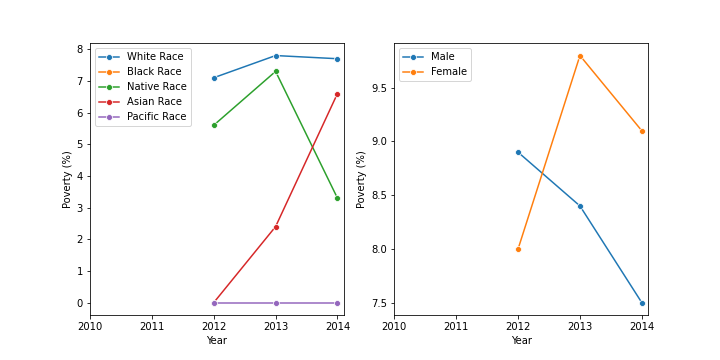 White Race
Black Race
Native Race
Asian Race
Pacific Race
8
7
6
5
4
3
2
1
0
Poverty (%)
2010 2011 2012 2013 2014
Year
Male
Female
9.5
9.0
8.5
8.0
7.5
Poverty (%)
2010 2011 2012 2013 2014
Year